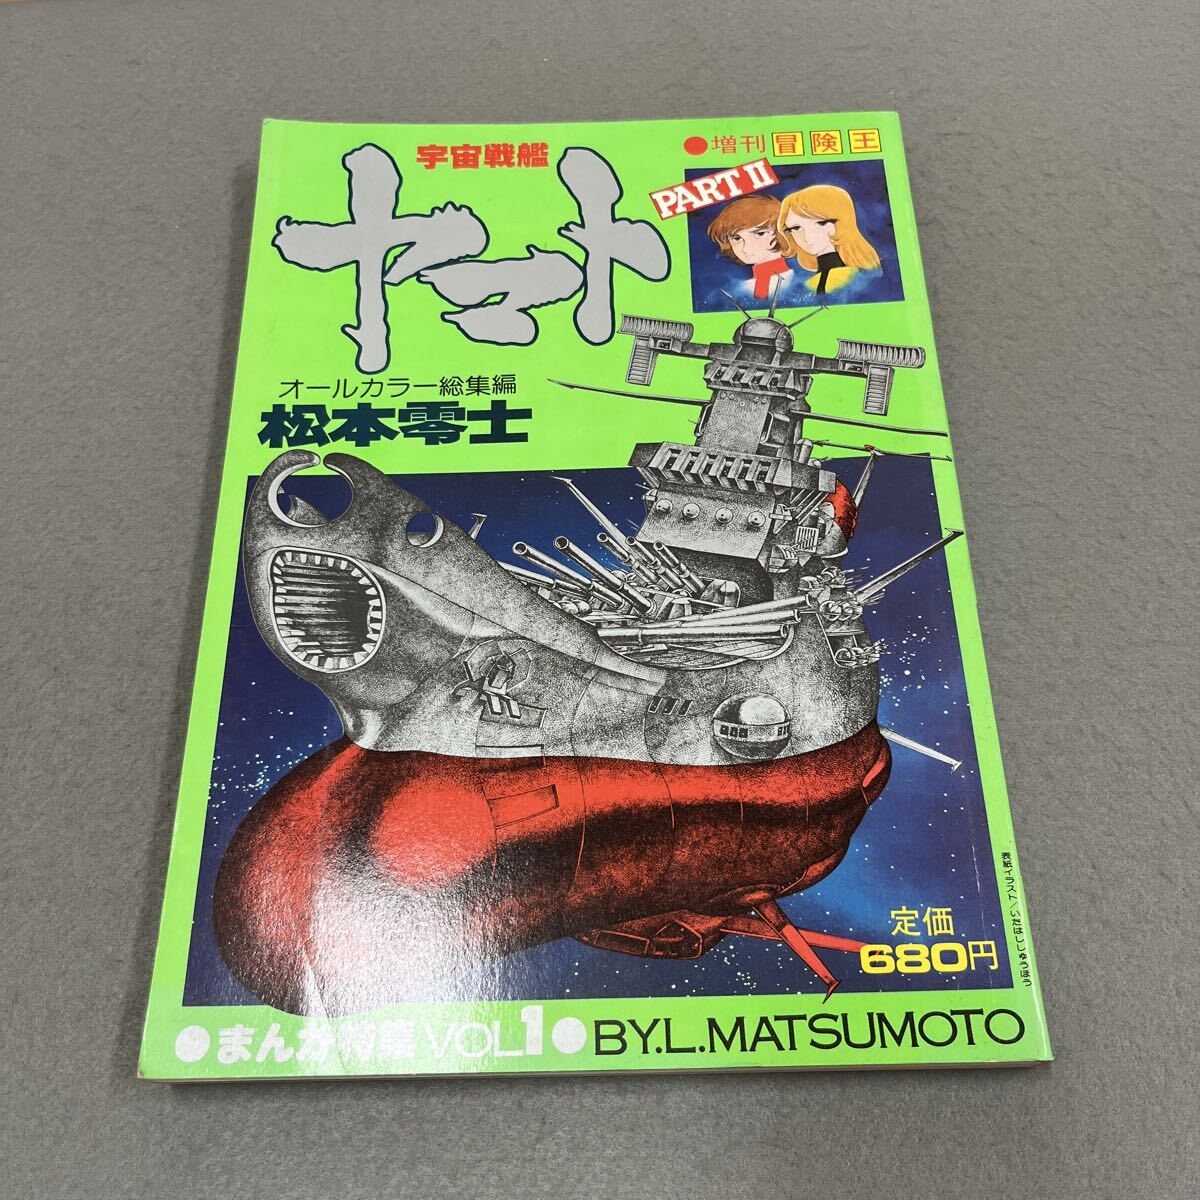 宇宙戦艦
ヤマト
●増刊冒険王
PART II
オールカラー総集編
松本零士
表紙イラスト/いたはししゅうほう
定価
680円
●まんが特集 VOL1● BY.L.MATSUMOTO